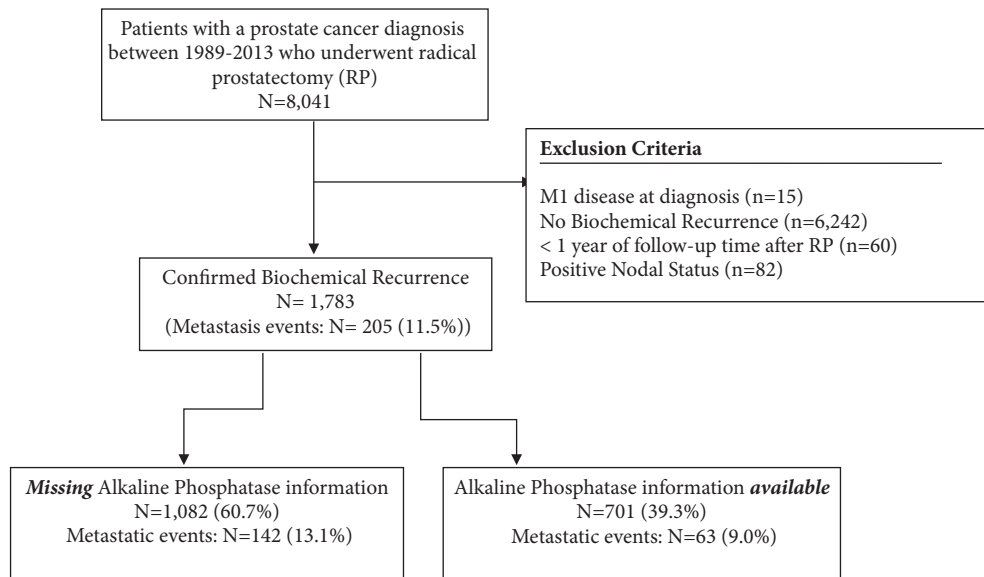 Patients with a prostate cancer diagnosis
between 1989-2013 who underwent radical
prostatectomy (RP)
N=8,041
Exclusion Criteria
M1 disease at diagnosis (n=15)
No Biochemical Recurrence (n=6,242)
< 1 year of follow-up time after RP (n=60)
Positive Nodal Status (n=82)
Confirmed Biochemical Recurrence
N= 1,783
(Metastasis events: N= 205 (11.5%))
Missing Alkaline Phosphatase information
N=1,082 (60.7%)
Metastatic events: N=142 (13.1%)
Alkaline Phosphatase information available
N=701 (39.3%)
Metastatic events: N=63 (9.0%)